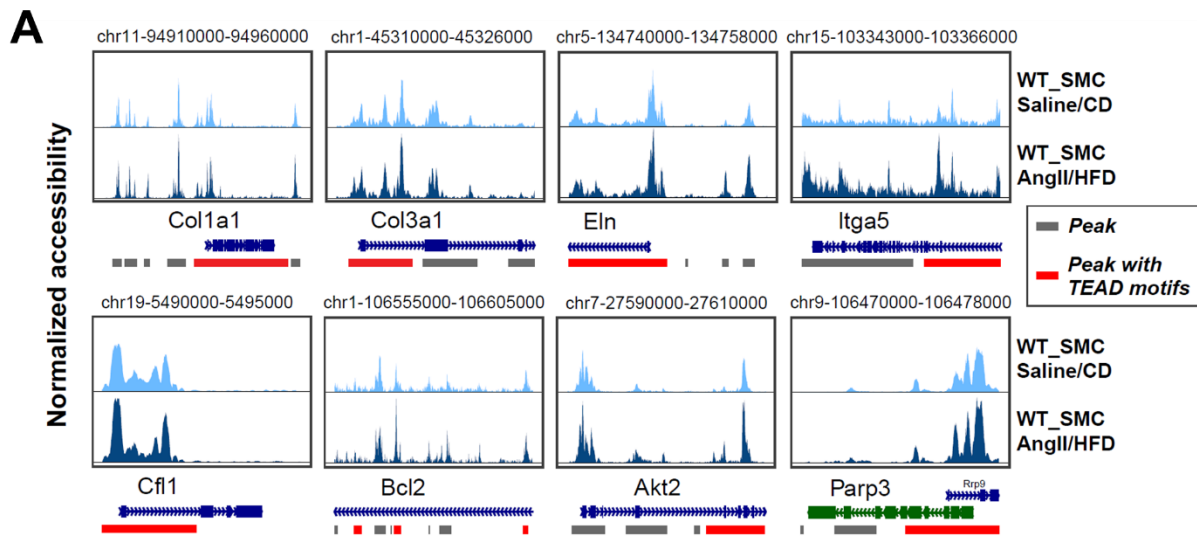 A
chr11-94910000-94960000 chr1-45310000-45326000 chr5-134740000-134758000 chr15-103343000-103366000
WT_SMC
Saline/CD
WT_SMC
AngII/HFD
Normalized accessibility
Col1a1 Col3a1 Eln Itga5
Peak
Peak with
TEAD motifs
chr19-5490000-5495000 chr1-106555000-106605000 chr7-27590000-27610000 chr9-106470000-106478000
WT_SMC
Saline/CD
WT_SMC
AngII/HFD
Cfl1 Bcl2 Akt2 Parp3
Rrp9